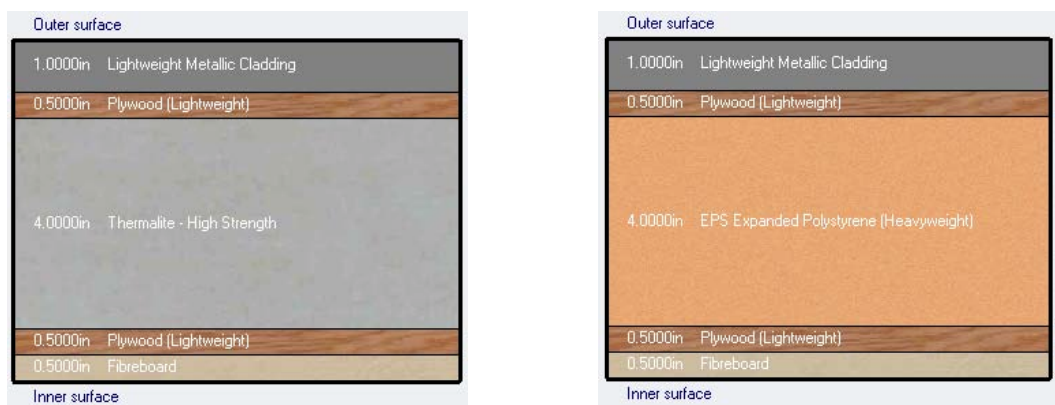 Outer surface
1.0000in Lightweight Metallic Cladding
0.5000in Plywood (Lightweight)
4.0000in Thermalite - High Strength
0.5000in Plywood (Lightweight)
0.5000in Fibreboard
Inner surface
Outer surface
1.0000in Lightweight Metallic Cladding
0.5000in Plywood (Lightweight)
4.0000in EPS Expanded Polystyrene (Heavyweight)
0.5000in Plywood (Lightweight)
0.5000in Fibreboard
Inner surface